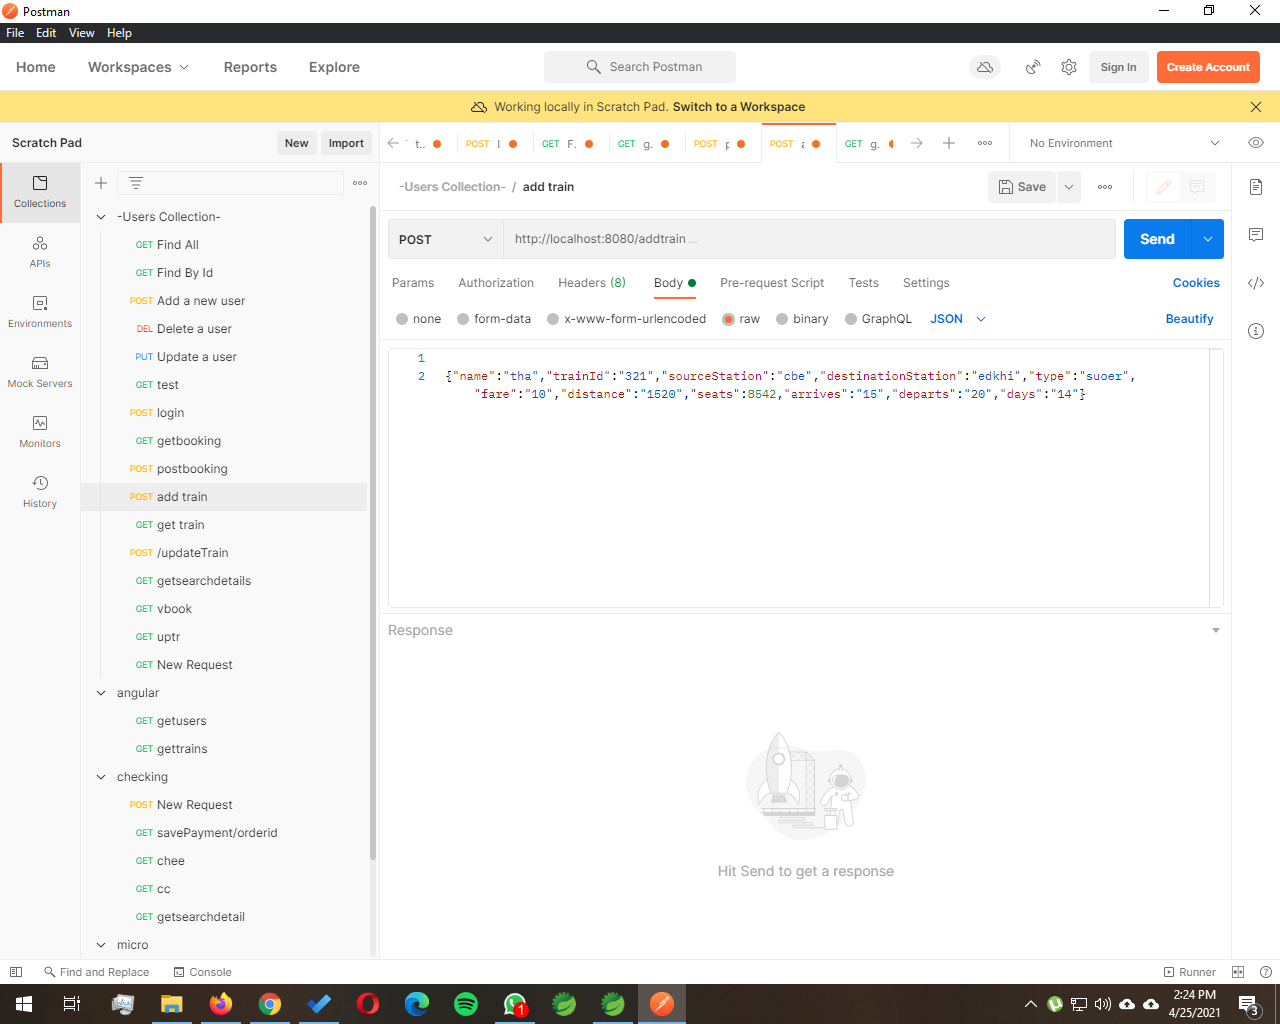 Postman
File Edit View Help
Home Workspaces Reports Explore Search Postman Sign In Create Account
Working locally in Scratch Pad. Switch to a Workspace
Scratch Pad New Import
t.. POST l. GET F. GET g. POST p POST a GET g. No Environment
-Users Collection- / add train Save
Collections
APIs
Environments
Mock Servers
Monitors
History
-Users Collection-
GET Find All
GET Find By Id
POST Add a new user
DEL Delete a user
PUT Update a user
GET test
POST login
GET getbooking
POST postbooking
POST add train
GET get train
POST /updateTrain
GET getsearchdetails
GET vbook
GET uptr
GET New Request
angular
GET getusers
GET gettrains
checking
POST New Request
GET savePayment/orderid
GET chee
GET cc
GET getsearchdetail
micro
POST http://localhost:8080/addtrain ... Send
Params Authorization Headers (8) Body Pre-request Script Tests Settings Cookies
none form-data x-www-form-urlencoded raw binary GraphQL JSON Beautify
1
2 {"name":"tha","trainId":"321","sourceStation":"cbe","destinationStation":"edkhi","type":"suoer",
"fare":"10","distance":"1520","seats":8542,"arrives":"15","departs":"20","days":"14"}
Response
Hit Send to get a response
Find and Replace Console Runner
1
2:24 PM
4/25/2021
3